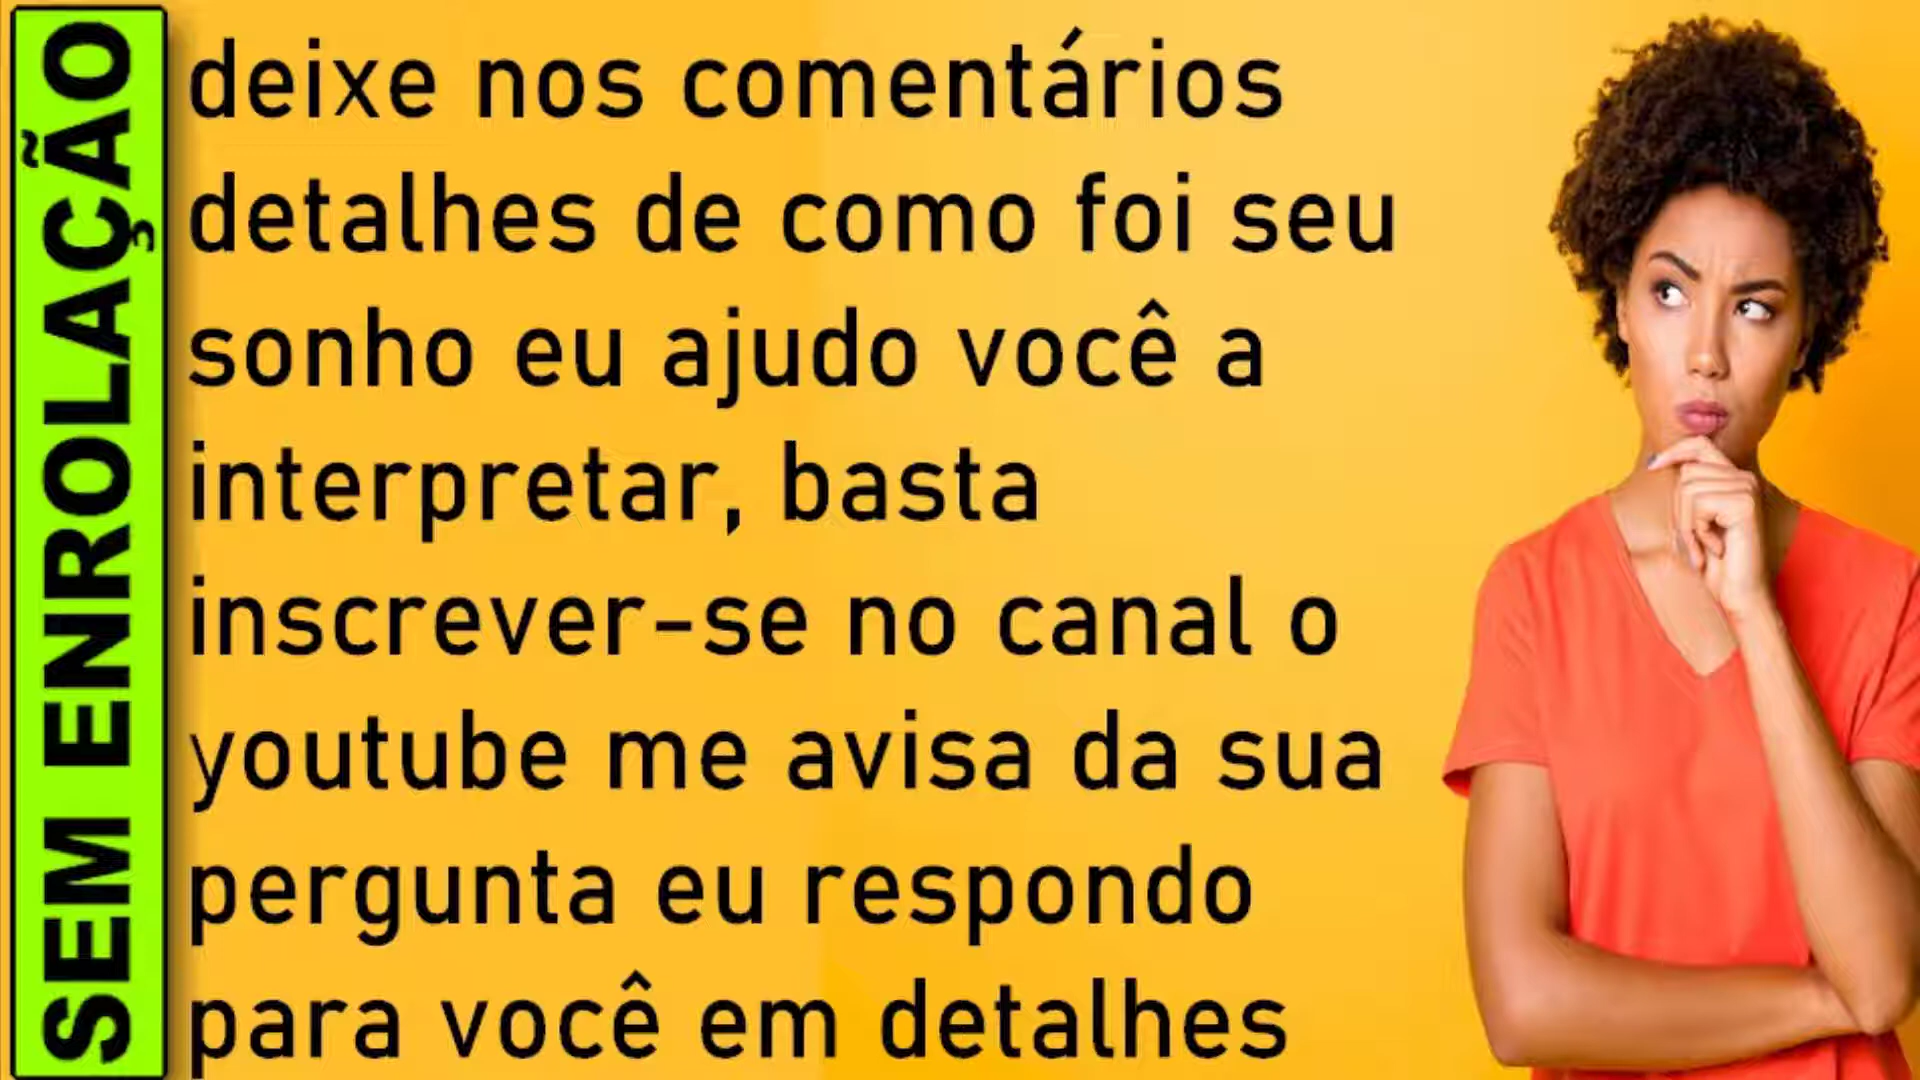 SEM ENROLAÇÃO
deixe nos comentários
detalhes de como foi seu
sonho eu ajudo você a
interpretar, basta
inscrever-se no canal o
youtube me avisa da sua
pergunta eu respondo
para você em detalhes